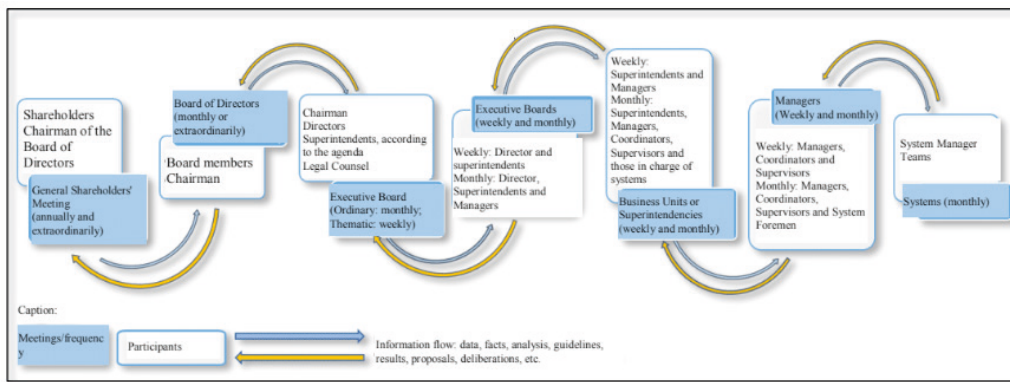 Shareholders
Chairman of the
Board of
Directors
General Shareholders'
Meeting
(annually and
extraordinarily)
Board of Directors
(monthly or
extraordinarily)
Board members
Chairman
Chairman
Directors
Superintendents, according
to the agenda
Legal Counsel
Executive Board
(Ordinary: monthly;
Thematic: weekly)
Executive Boards
(weekly and monthly)
Weekly: Director and
superintendents
Monthly: Director,
Superintendents and
Managers
Weekly:
Superintendents and
Managers
Monthly:
Superintendents,
Managers,
Coordinators,
Supervisors and
those in charge of
systems
Business Units or
Superintendencies
(weekly and monthly)
Managers
(Weekly and monthly)
Weekly: Managers,
Coordinators and
Supervisors
Monthly: Managers,
Coordinators,
Supervisors and System
Foremen
System Manager
Teams
Systems (monthly)
Caption:
Meetings/frequenc
y
Participants
Information flow: data, facts, analysis, guidelines,
results, proposals, deliberations, etc.